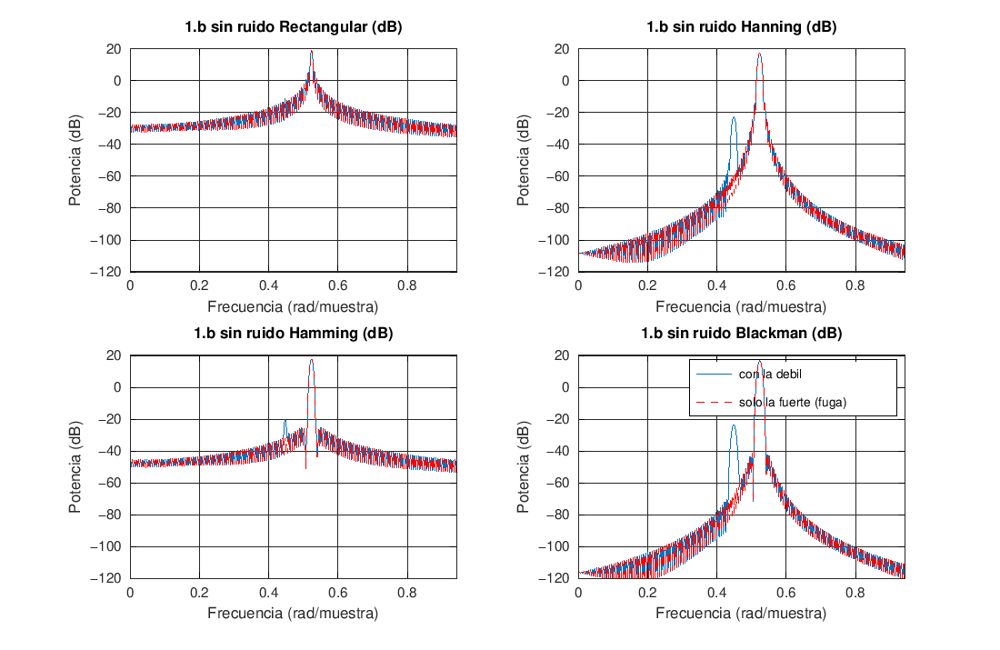 1.b sin ruido Rectangular (dB)
20
0
−20
−40
−60
−80
−100
−120
Potencia (dB)
0 0.2 0.4 0.6 0.8
Frecuencia (rad/muestra)
1.b sin ruido Hanning (dB)
20
0
−20
−40
−60
−80
−100
−120
Potencia (dB)
0 0.2 0.4 0.6 0.8
Frecuencia (rad/muestra)
1.b sin ruido Hamming (dB)
20
0
−20
−40
−60
−80
−100
−120
Potencia (dB)
0 0.2 0.4 0.6 0.8
Frecuencia (rad/muestra)
1.b sin ruido Blackman (dB)
con la debil
solo la fuerte (fuga)
20
0
−20
−40
−60
−80
−100
−120
Potencia (dB)
0 0.2 0.4 0.6 0.8
Frecuencia (rad/muestra)